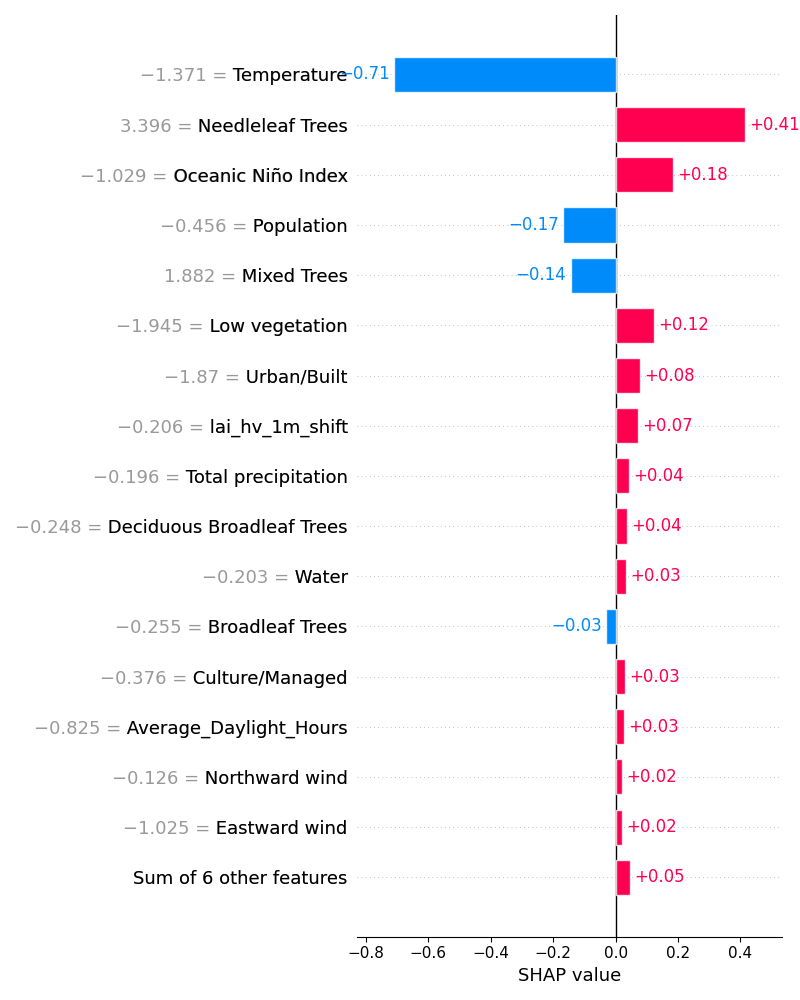 −1.371 = Temperature −0.71
3.396 = Needleleaf Trees +0.41
−1.029 = Oceanic Niño Index +0.18
−0.456 = Population −0.17
1.882 = Mixed Trees −0.14
−1.945 = Low vegetation +0.12
−1.87 = Urban/Built +0.08
−0.206 = lai_hv_1m_shift +0.07
−0.196 = Total precipitation +0.04
−0.248 = Deciduous Broadleaf Trees +0.04
−0.203 = Water +0.03
−0.255 = Broadleaf Trees −0.03
−0.376 = Culture/Managed +0.03
−0.825 = Average_Daylight_Hours +0.03
−0.126 = Northward wind +0.02
−1.025 = Eastward wind +0.02
Sum of 6 other features +0.05
−0.8 −0.6 −0.4 −0.2 0.0 0.2 0.4
SHAP value